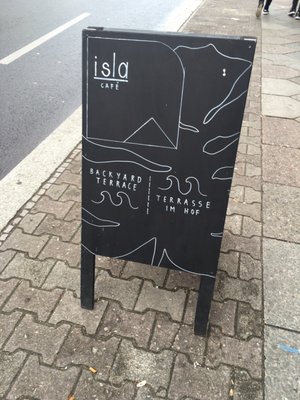 isla
CAFÉ
BACKYARD
TERRACE
TERRASSE
IM HOF